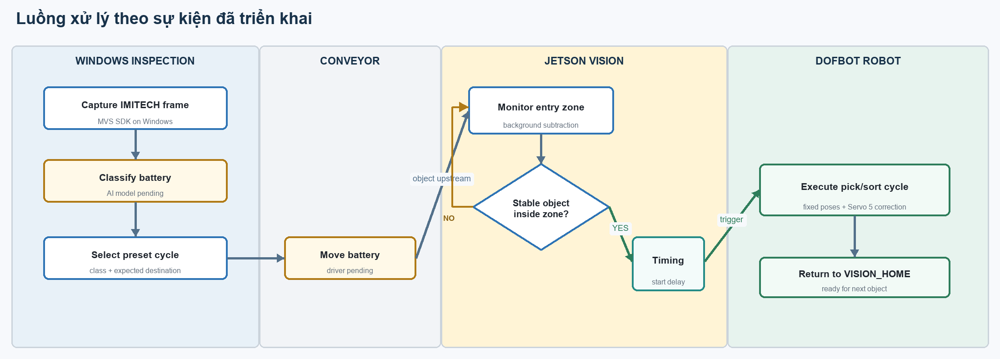 Luồng xử lý theo sự kiện đã triển khai
WINDOWS INSPECTION
Capture IMITECH frame
MVS SDK on Windows
Classify battery
AI model pending
Select preset cycle
class + expected destination
CONVEYOR
Move battery
driver pending
object upstream
JETSON VISION
Monitor entry zone
background subtraction
Stable object
inside zone?
NO
YES
Timing
start delay
trigger
DOFBOT ROBOT
Execute pick/sort cycle
fixed poses + Servo 5 correction
Return to VISION_HOME
ready for next object